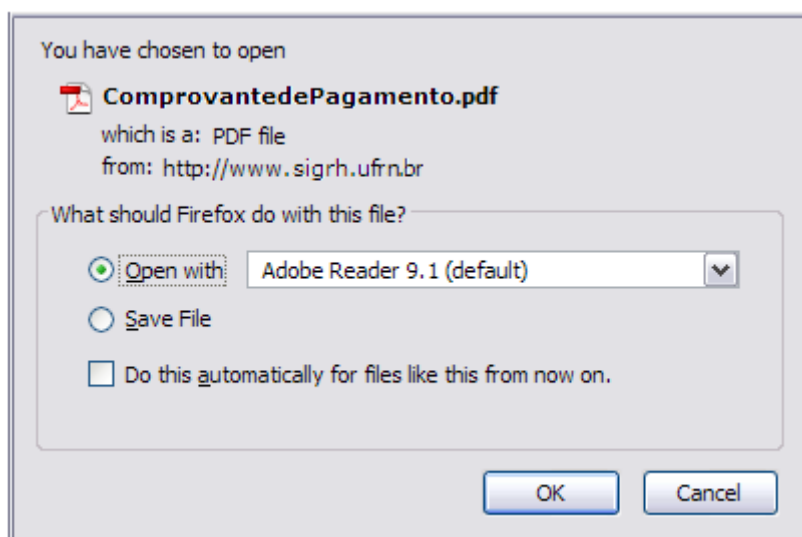 You have chosen to open
ComprovantedePagamento.pdf
which is a: PDF file
from: http://www.sigrh.ufrn.br
What should Firefox do with this file?
Open with Adobe Reader 9.1 (default)
Save File
Do this automatically for files like this from now on.
OK Cancel